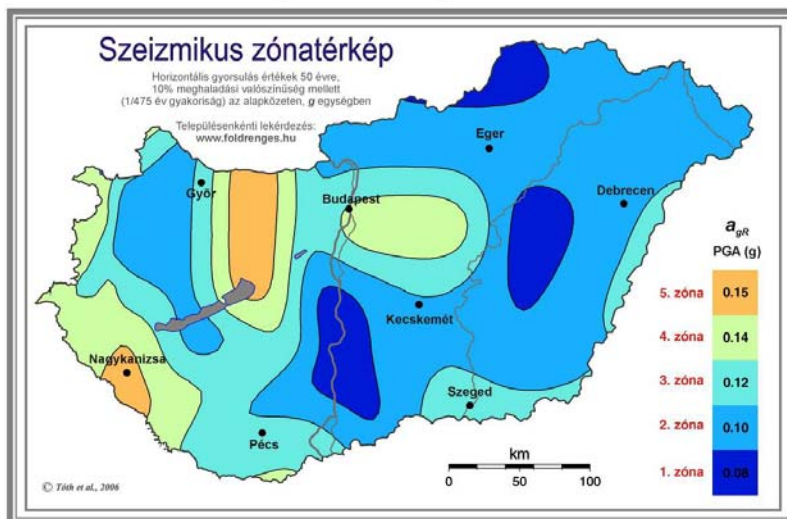 Szeizmikus zónatérkép
Horizontális gyorsulás értékek 50 évre,
10% meghaladási valószínűség mellett
(1/475 év gyakoriság) az alapkőzeten, g egységben
Településenkénti lekérdezés:
www.foldrenges.hu
Eger
Győr
Budapest
Debrecen
Kecskemét
Nagykanizsa
Szeged
Pécs
agR
PGA (g)
5. zóna 0.15
4. zóna 0.14
3. zóna 0.12
2. zóna 0.10
1. zóna 0.08
km
0 50 100
© Tóth et al., 2006